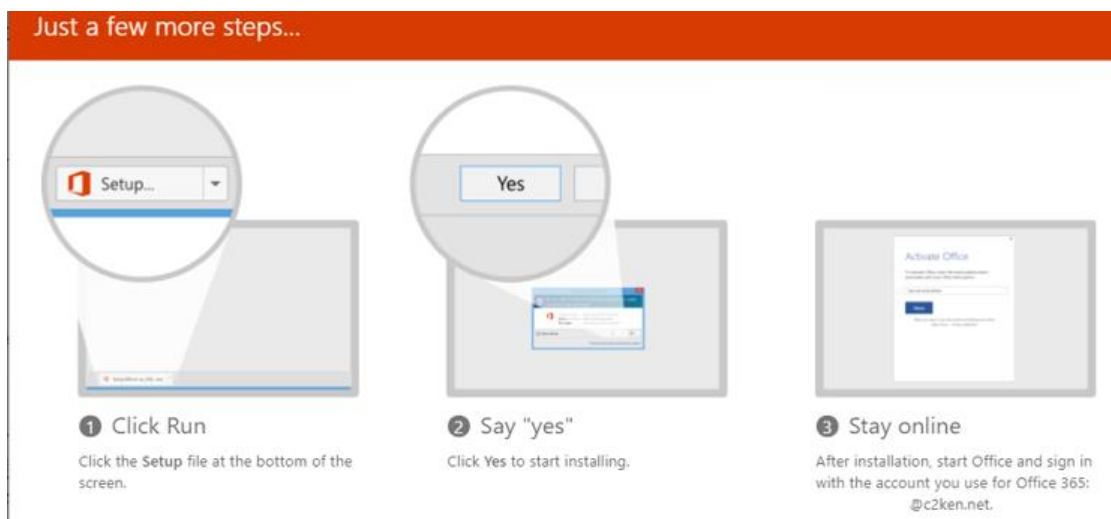 Just a few more steps...
Setup...
Yes
Activate Office
1 Click Run
Click the Setup file at the bottom of the
screen.
2 Say "yes"
Click Yes to start installing.
3 Stay online
After installation, start Office and sign in
with the account you use for Office 365:
@c2ken.net.